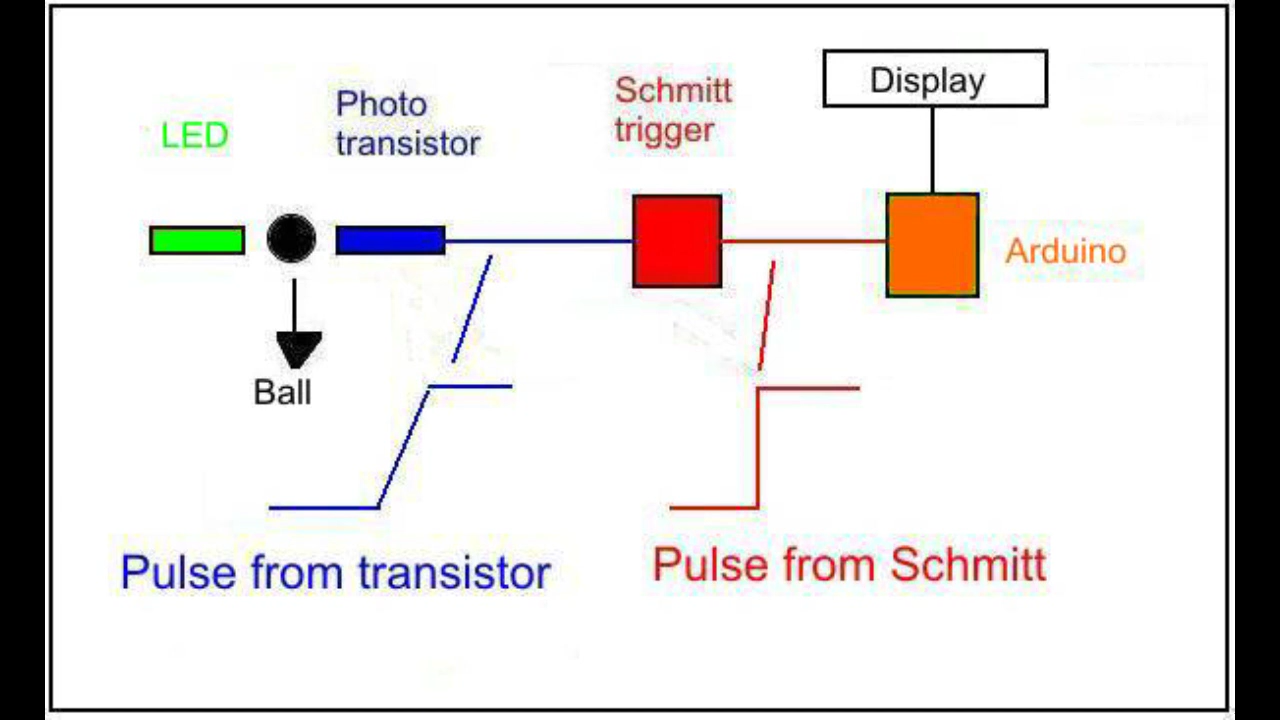 LED
Photo
transistor
Schmitt
trigger
Display
Arduino
Ball
Pulse from transistor
Pulse from Schmitt